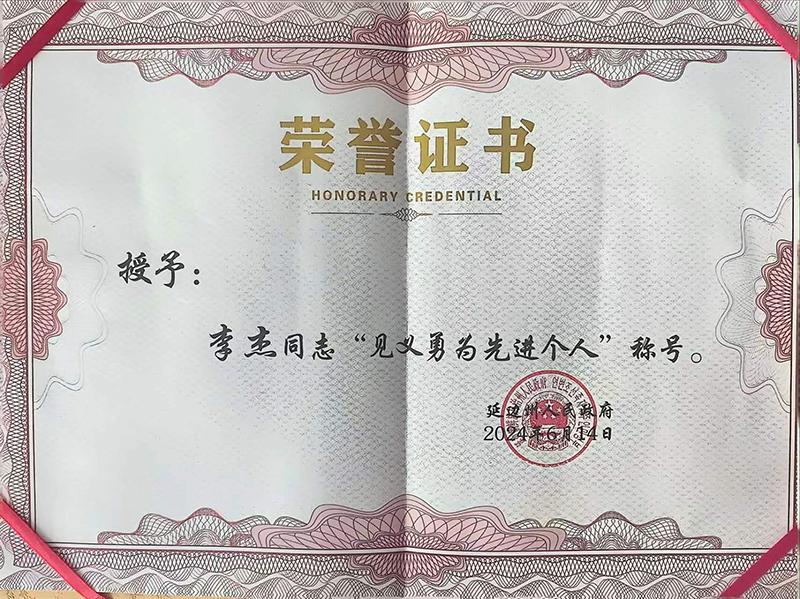 荣誉证书
HONORARY CREDENTIAL
授予：
李杰同志“见义勇为先进个人”称号。
延边州人民政府
2024年6月14日